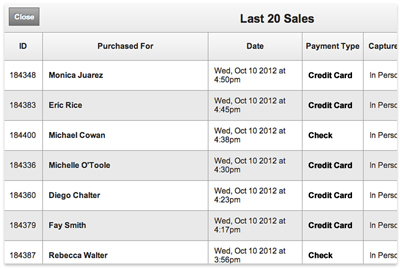 Close Last 20 Sales
ID Purchased For Date Payment Type Capture
184348 Monica Juarez Wed, Oct 10 2012 at 4:50pm Credit Card In Perso
184383 Eric Rice Wed, Oct 10 2012 at 4:45pm Credit Card In Perso
184400 Michael Cowan Wed, Oct 10 2012 at 4:38pm Check In Perso
184336 Michelle O'Toole Wed, Oct 10 2012 at 4:30pm Credit Card In Perso
184360 Diego Chalter Wed, Oct 10 2012 at 4:23pm Credit Card In Perso
184379 Fay Smith Wed, Oct 10 2012 at 4:17pm Credit Card In Perso
184387 Rebecca Walter Wed, Oct 10 2012 at 3:56pm Check In Perso